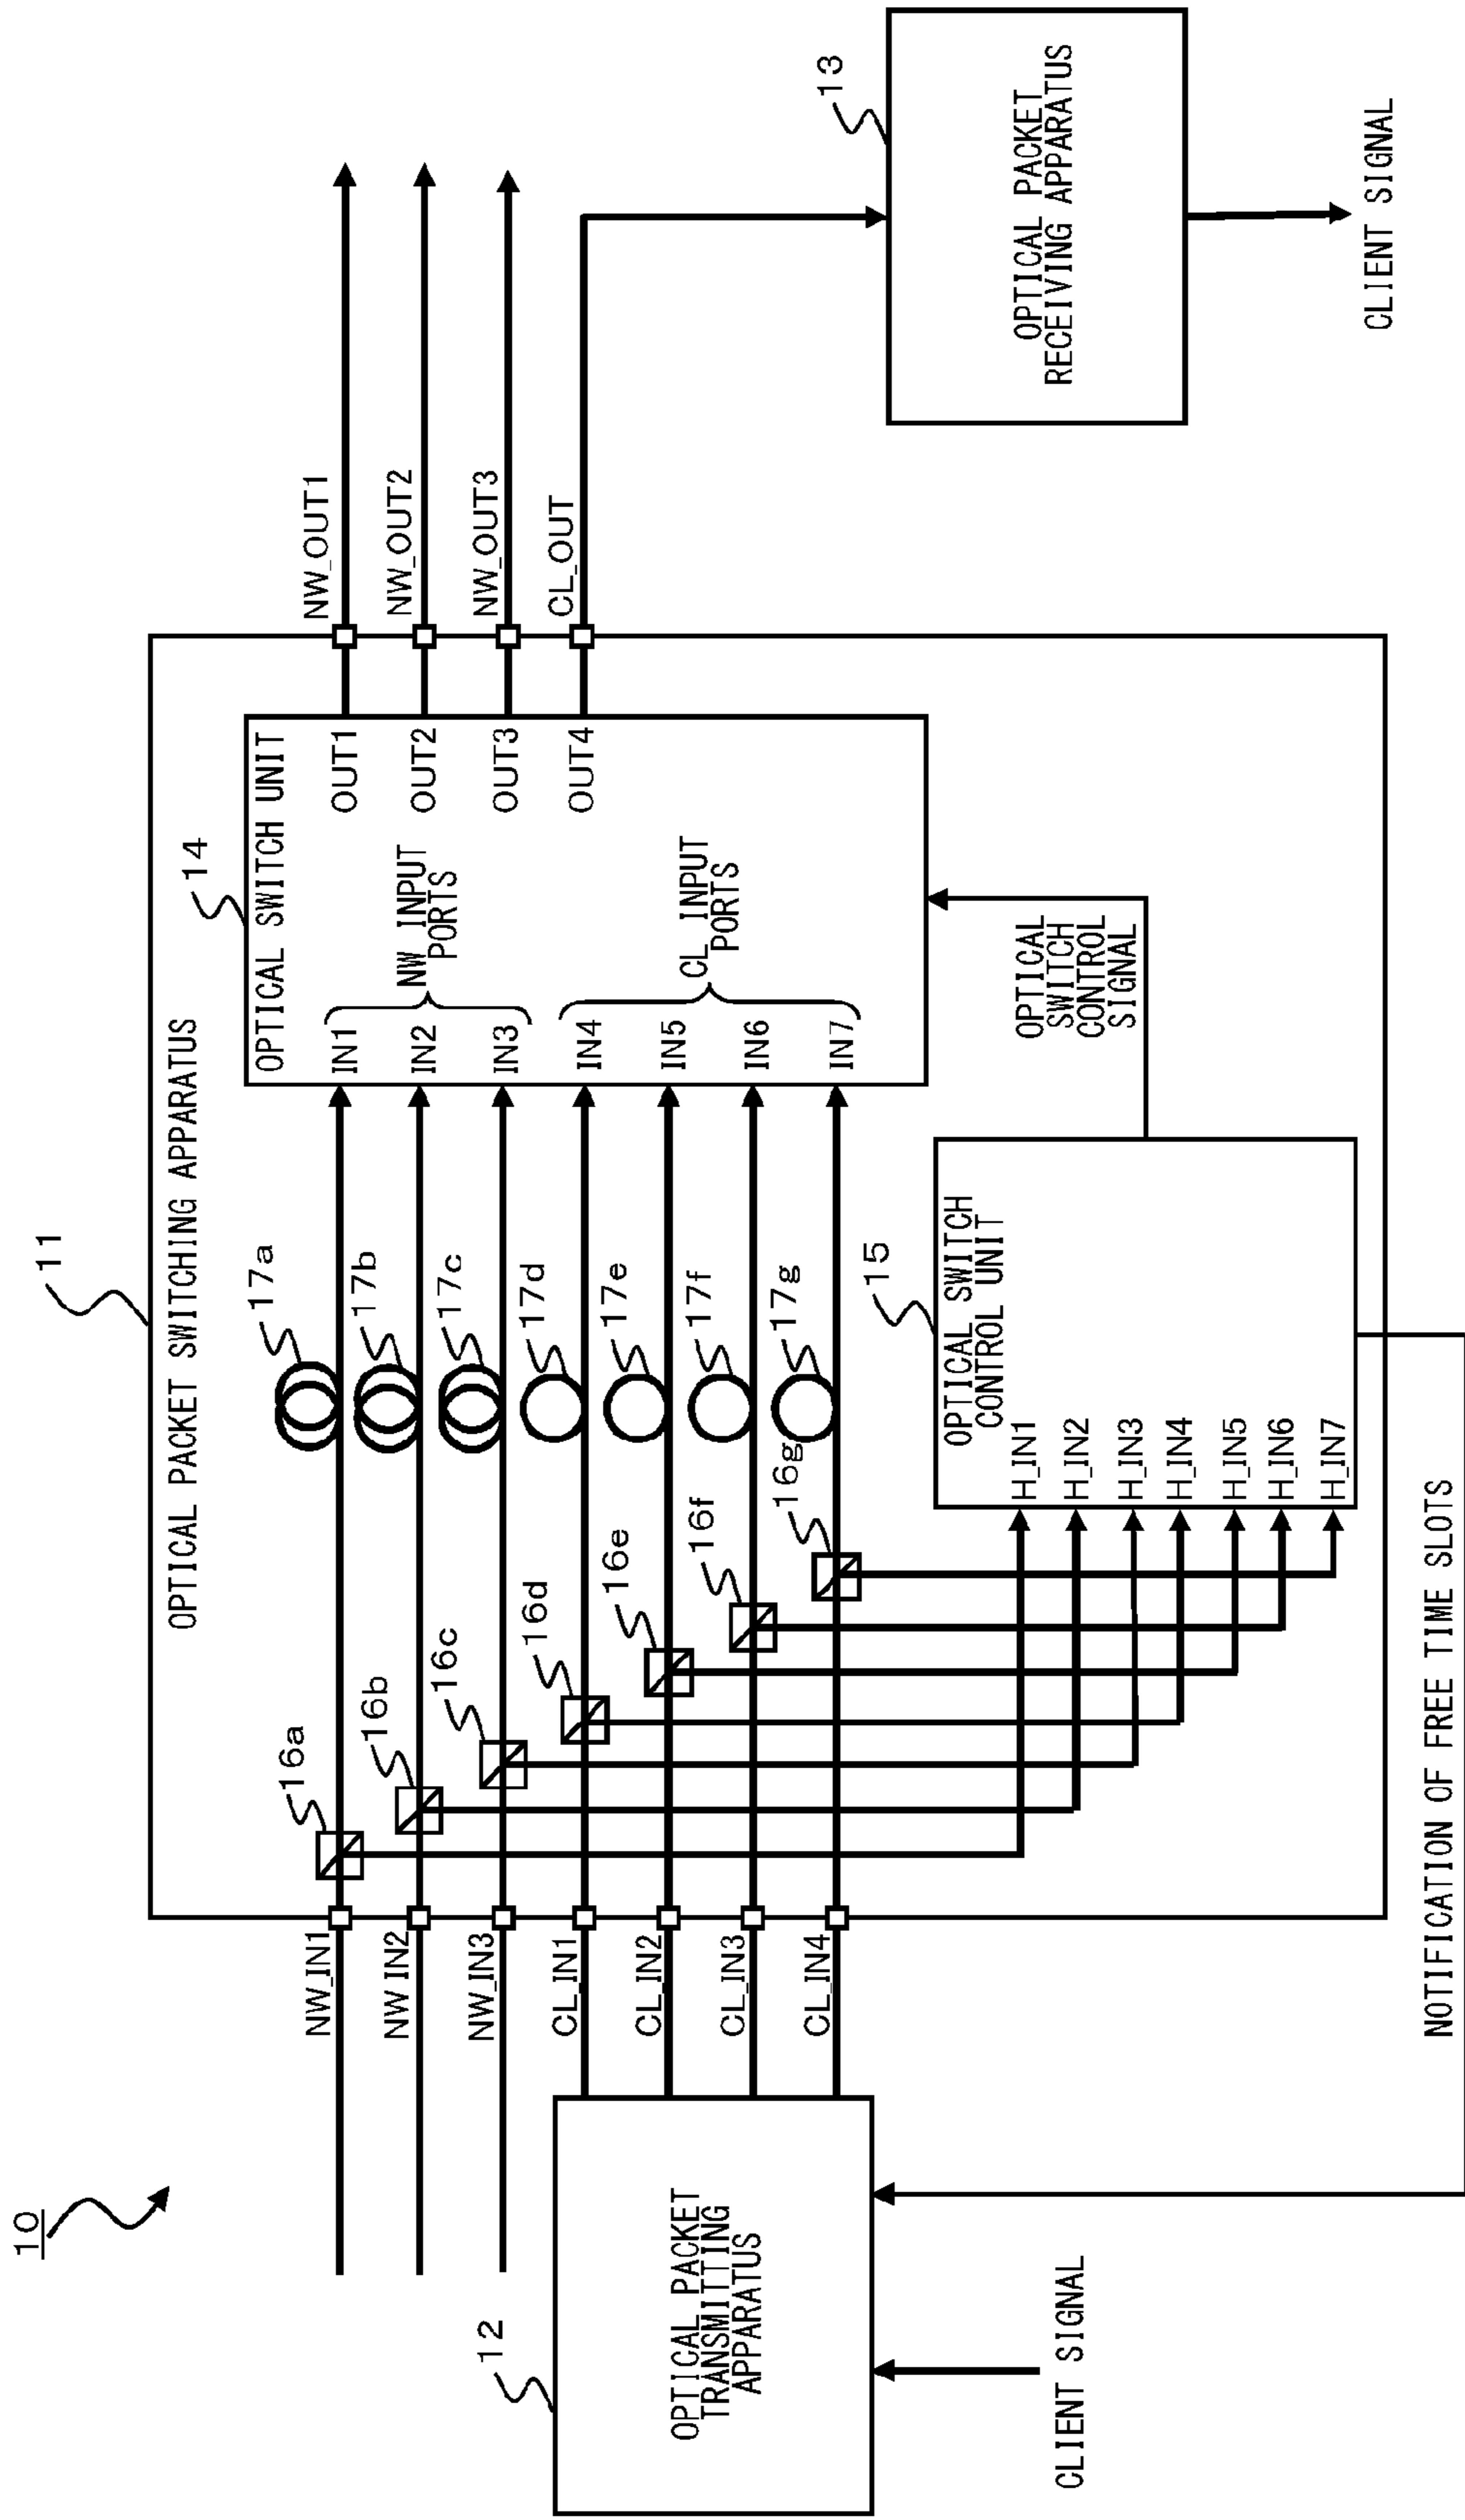 10
11
OPTICAL PACKET SWITCHING APPARATUS
12
OPTICAL PACKET
TRANSMITTING
APPARATUS
CLIENT SIGNAL
NW_IN1
NW_IN2
NW_IN3
CL_IN1
CL_IN2
CL_IN3
CL_IN4
16a
16b
16c
16d
16e
16f
16g
17a
17b
17c
17d
17e
17f
17g
14
OPTICAL SWITCH UNIT
IN1
IN2
IN3
IN4
IN5
IN6
IN7
NW INPUT
PORTS
CL INPUT
PORTS
OUT1
OUT2
OUT3
OUT4
NW_OUT1
NW_OUT2
NW_OUT3
CL_OUT
15
OPTICAL SWITCH
CONTROL UNIT
H_IN1
H_IN2
H_IN3
H_IN4
H_IN5
H_IN6
H_IN7
OPTICAL
SWITCH
CONTROL
SIGNAL
13
OPTICAL PACKET
RECEIVING APPARATUS
CLIENT SIGNAL
NOTIFICATION OF FREE TIME SLOTS